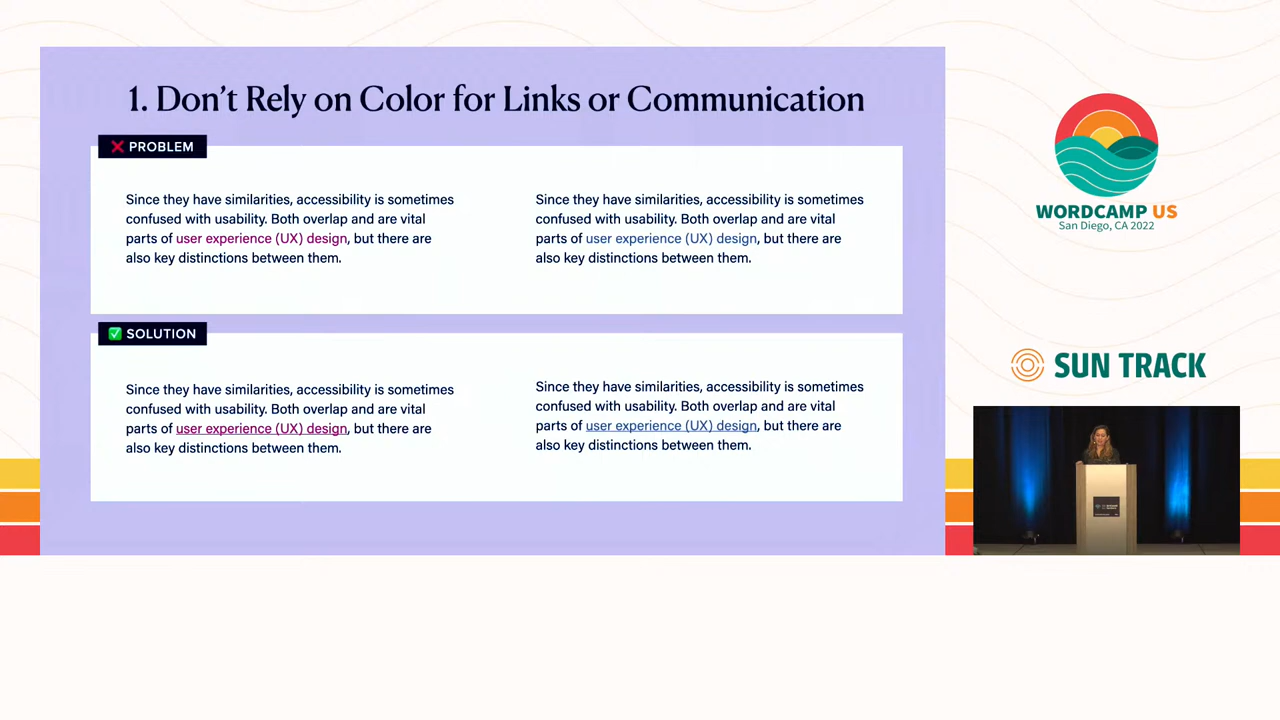 1. Don’t Rely on Color for Links or Communication
PROBLEM
Since they have similarities, accessibility is sometimes
confused with usability. Both overlap and are vital
parts of user experience (UX) design, but there are
also key distinctions between them.
Since they have similarities, accessibility is sometimes
confused with usability. Both overlap and are vital
parts of user experience (UX) design, but there are
also key distinctions between them.
SOLUTION
Since they have similarities, accessibility is sometimes
confused with usability. Both overlap and are vital
parts of user experience (UX) design, but there are
also key distinctions between them.
Since they have similarities, accessibility is sometimes
confused with usability. Both overlap and are vital
parts of user experience (UX) design, but there are
also key distinctions between them.
WORDCAMP US
San Diego, CA 2022
SUN TRACK